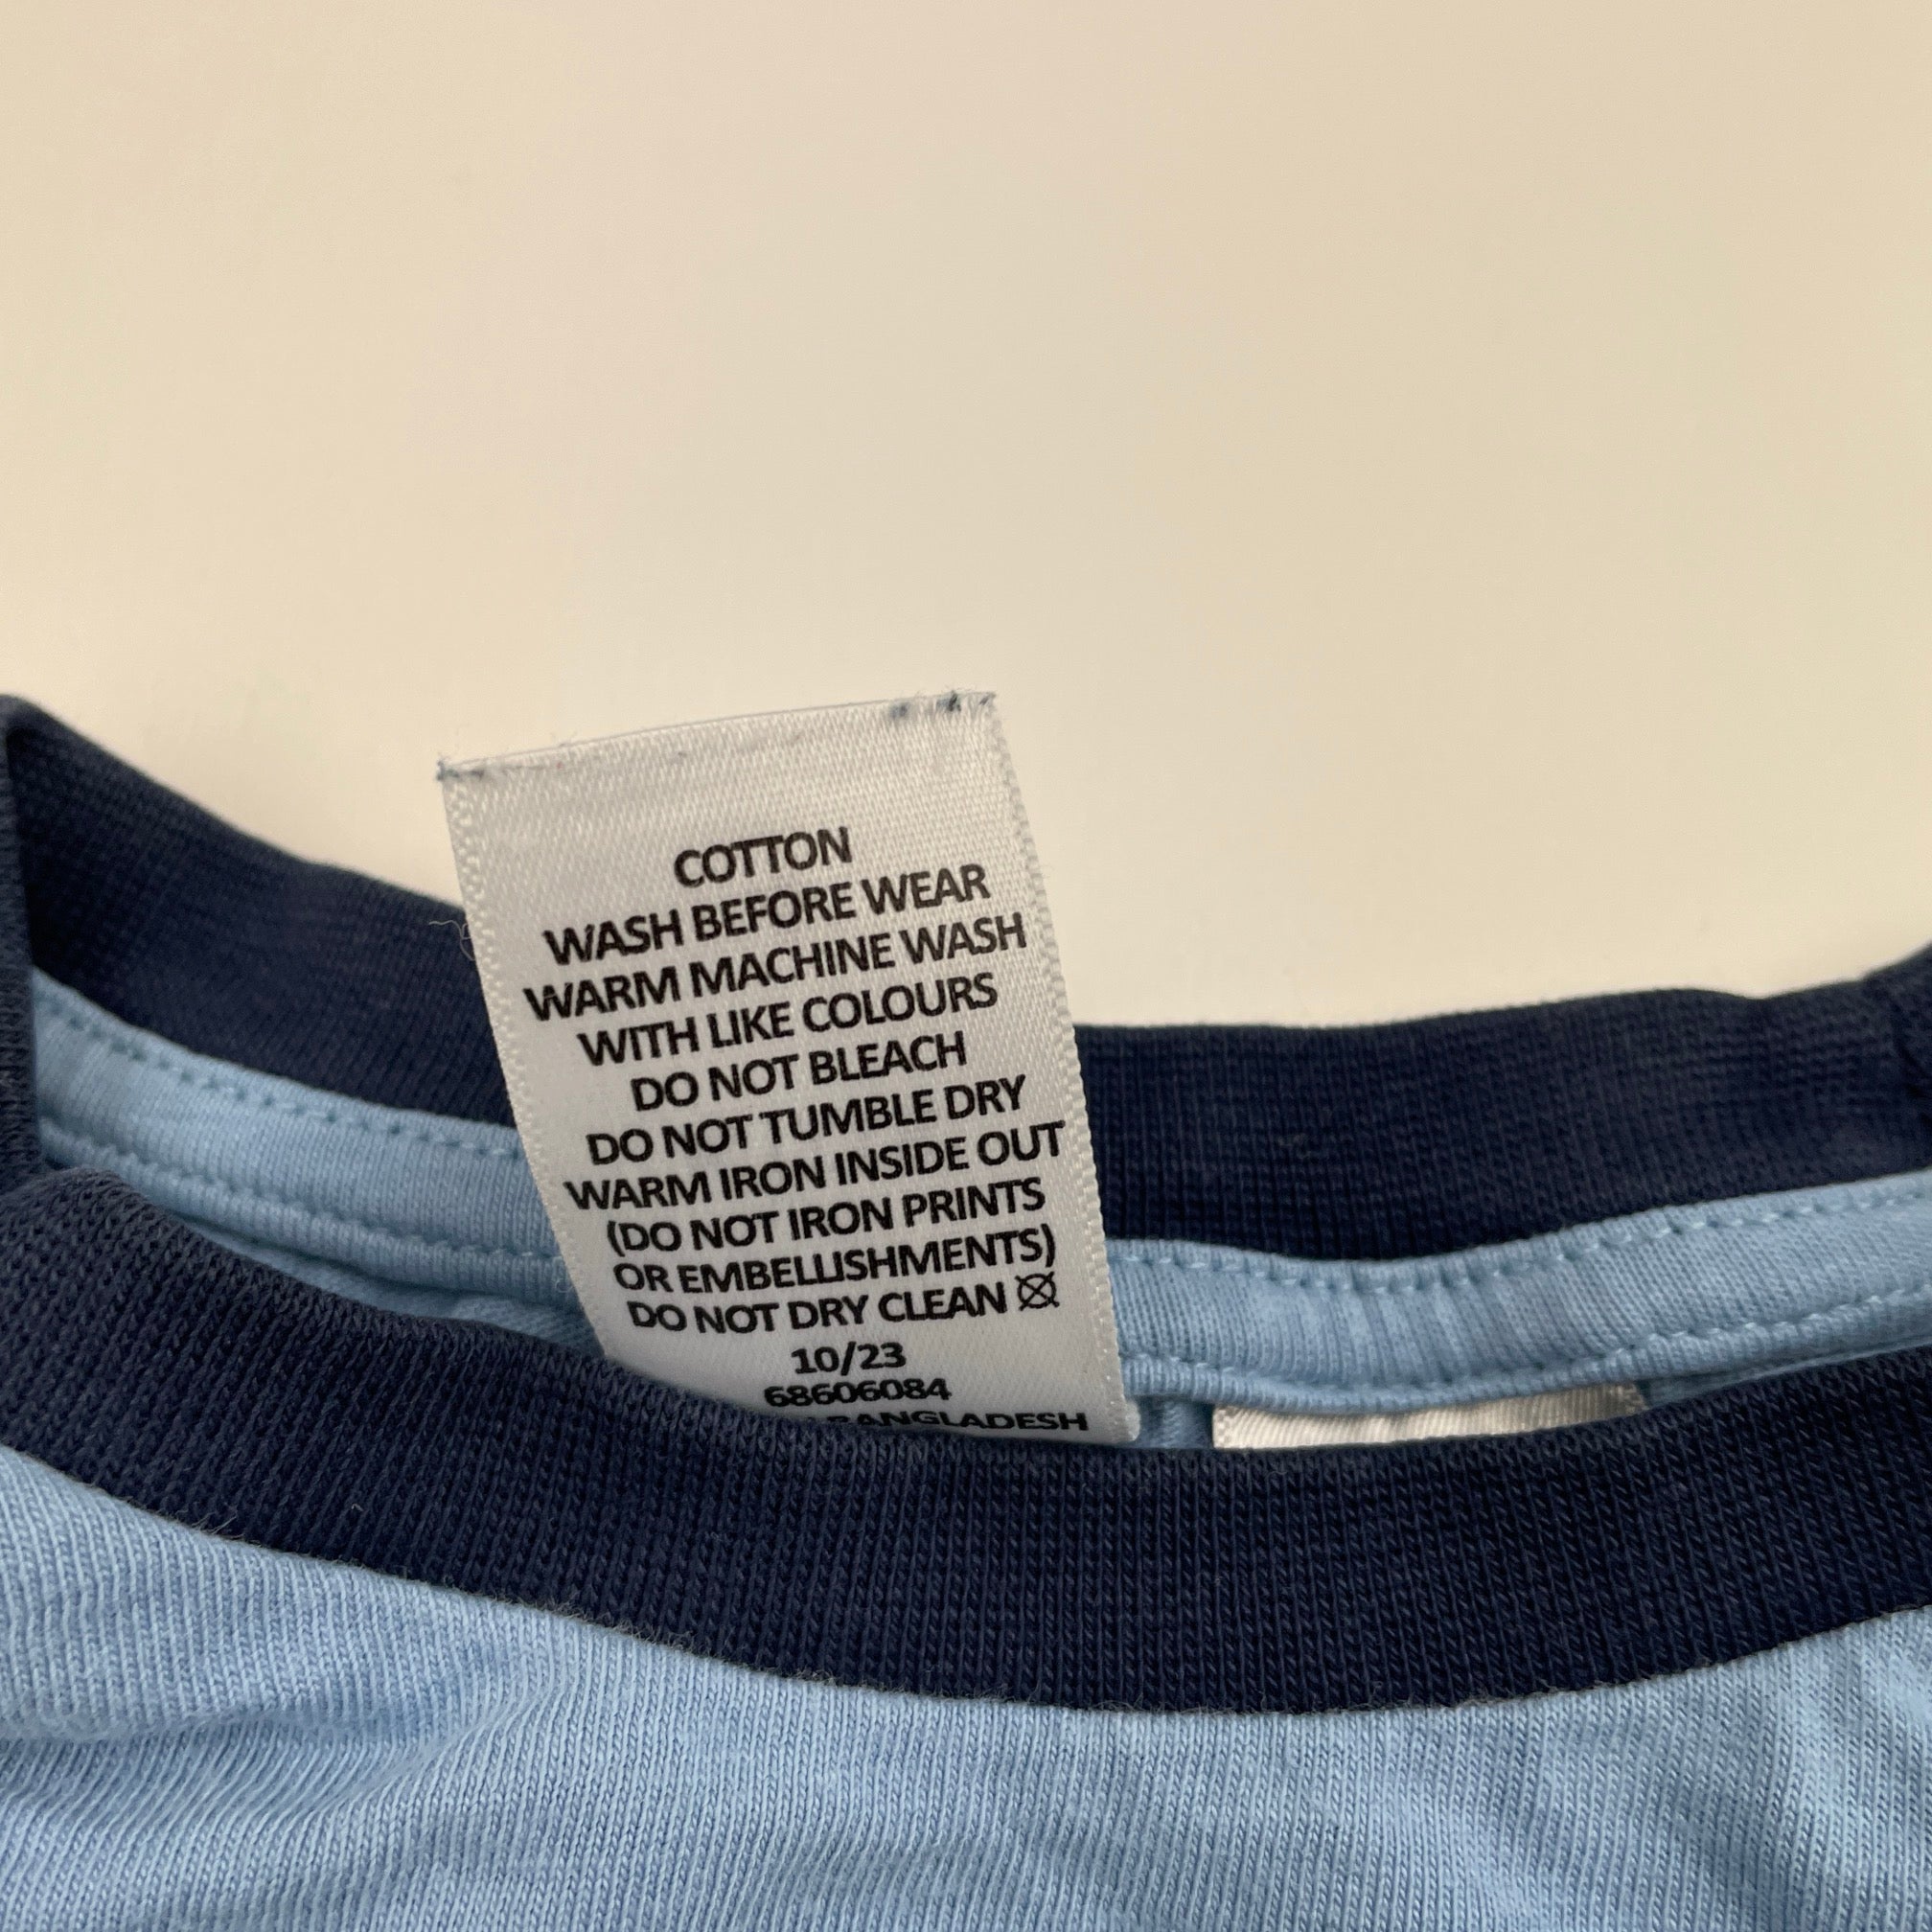 COTTON
WASH BEFORE WEAR
WARM MACHINE WASH
WITH LIKE COLOURS
DO NOT BLEACH
DO NOT TUMBLE DRY
WARM IRON INSIDE OUT
(DO NOT IRON PRINTS
OR EMBELLISHMENTS)
DO NOT DRY CLEAN
10/23
68606084
BANGLADESH